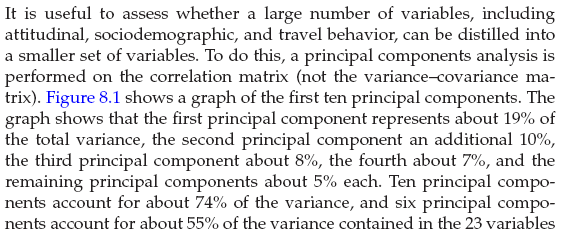 It is useful to assess whether a large number of variables, including
attitudinal, sociodemographic, and travel behavior, can be distilled into
a smaller set of variables. To do this, a principal components analysis is
performed on the correlation matrix (not the variance–covariance ma-
trix). Figure 8.1 shows a graph of the first ten principal components. The
graph shows that the first principal component represents about 19% of
the total variance, the second principal component an additional 10%,
the third principal component about 8%, the fourth about 7%, and the
remaining principal components about 5% each. Ten principal compo-
nents account for about 74% of the variance, and six principal compo-
nents account for about 55% of the variance contained in the 23 variables